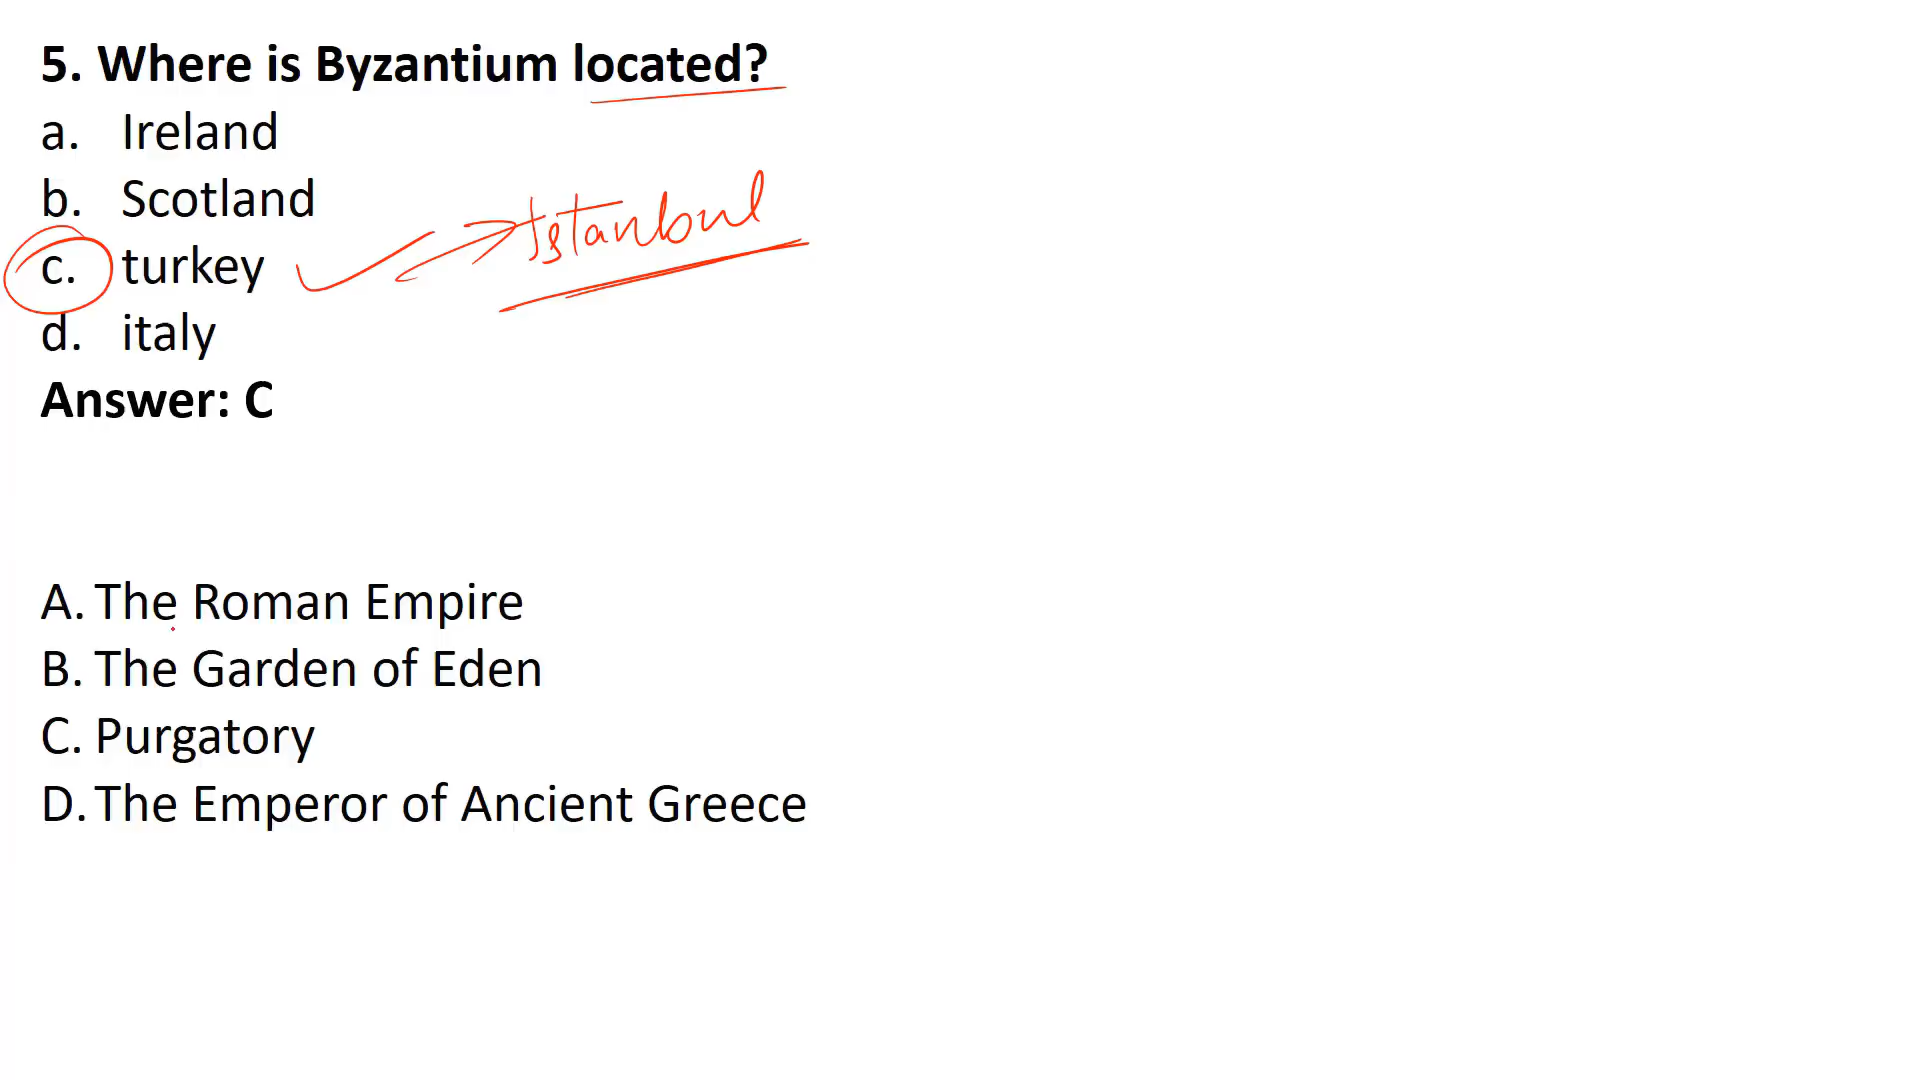 5. Where is Byzantium located?
a. Ireland
b. Scotland
c. turkey Istanbul
d. italy
Answer: C
A. The Roman Empire
B. The Garden of Eden
C. Purgatory
D. The Emperor of Ancient Greece